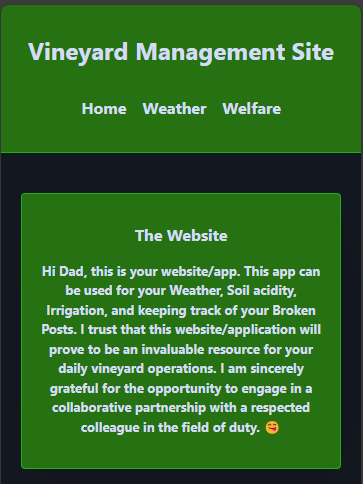 Vineyard Management Site
Home Weather Welfare
The Website
Hi Dad, this is your website/app. This app can
be used for your Weather, Soil acidity,
Irrigation, and keeping track of your Broken
Posts. I trust that this website/application will
prove to be an invaluable resource for your
daily vineyard operations. I am sincerely
grateful for the opportunity to engage in a
collaborative partnership with a respected
colleague in the field of duty. 😋